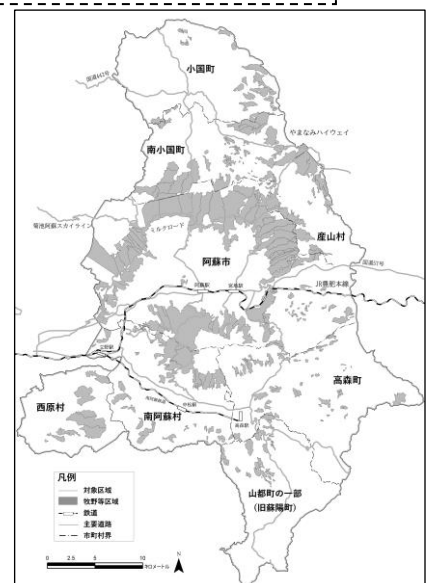 小国町
国道442号
やまなみハイウェイ
南小国町
菊池阿蘇スカイライン
ミルクロード
産山村
阿蘇市
国道57号
阿蘇駅
宮地駅
JR豊肥本線
立野駅
高森町
西原村
南阿蘇鉄道
中松駅
高森駅
南阿蘇村
山都町の一部
(旧蘇陽町)
凡例
対象区域
牧野等区域
鉄道
主要道路
市町村界
0 2.5 5 10
キロメートル
N